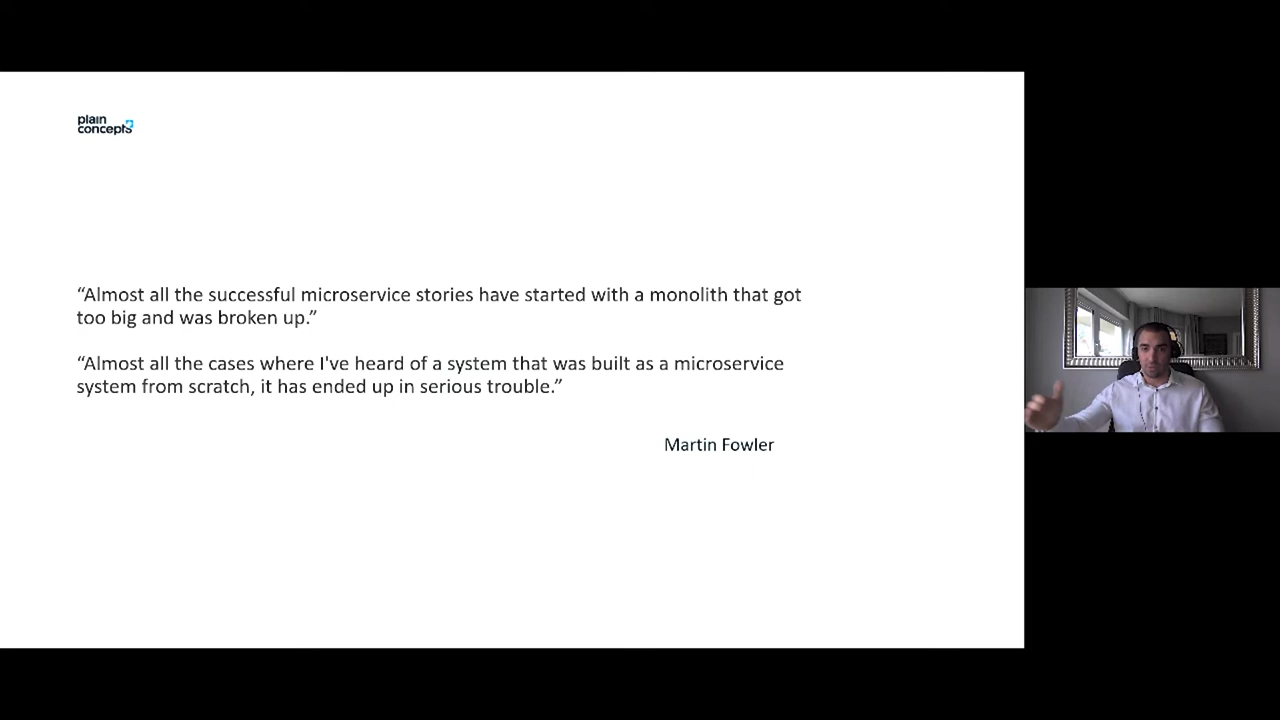 plain
concepts
“Almost all the successful microservice stories have started with a monolith that got
too big and was broken up.”
“Almost all the cases where I've heard of a system that was built as a microservice
system from scratch, it has ended up in serious trouble.”
Martin Fowler